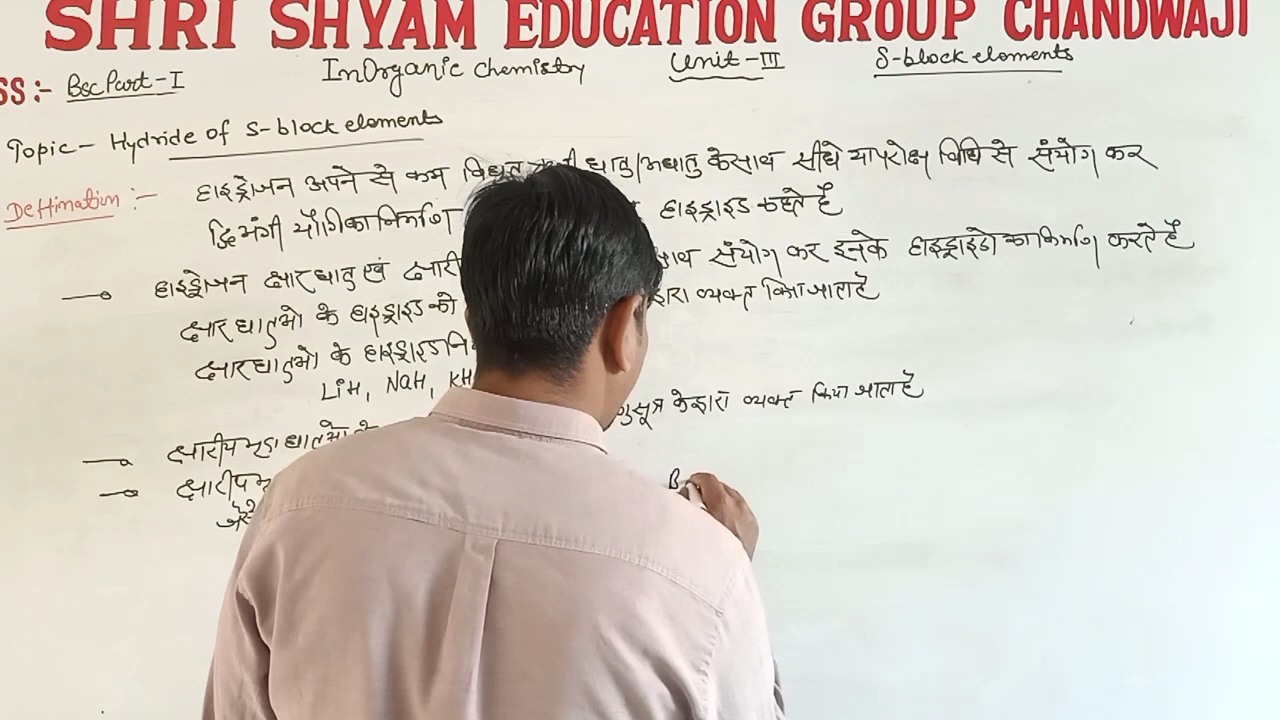 SHRI SHYAM EDUCATION GROUP CHANDWAJI
SS:- Bsc Part-I InOrganic chemistry Unit-III S-block elements
Topic- Hydride of S-block elements
Deffination:- हाइड्रोजन अपने से कम विद्युत धातु/अधातु के साथ सीधे या परोक्ष विधि से संयोग कर
द्विअंगी यौगिका निर्माण हाइड्राइड कहते है
हाइड्रोजन क्षार धातु एवं क्षारी संयोग कर इनके हाइड्राइडो का निर्माण करते है
क्षार धातुओ के हाइड्राइड को द्वारा व्यक्त किया जाता है
क्षार धातुओ के हाइड्राइड नि
LiH, NaH, KH
क्षारीय मृदा धातुओ के णुसूत्र के द्वारा व्यक्त किया जाता है
क्षारीय मृ
जैसे B